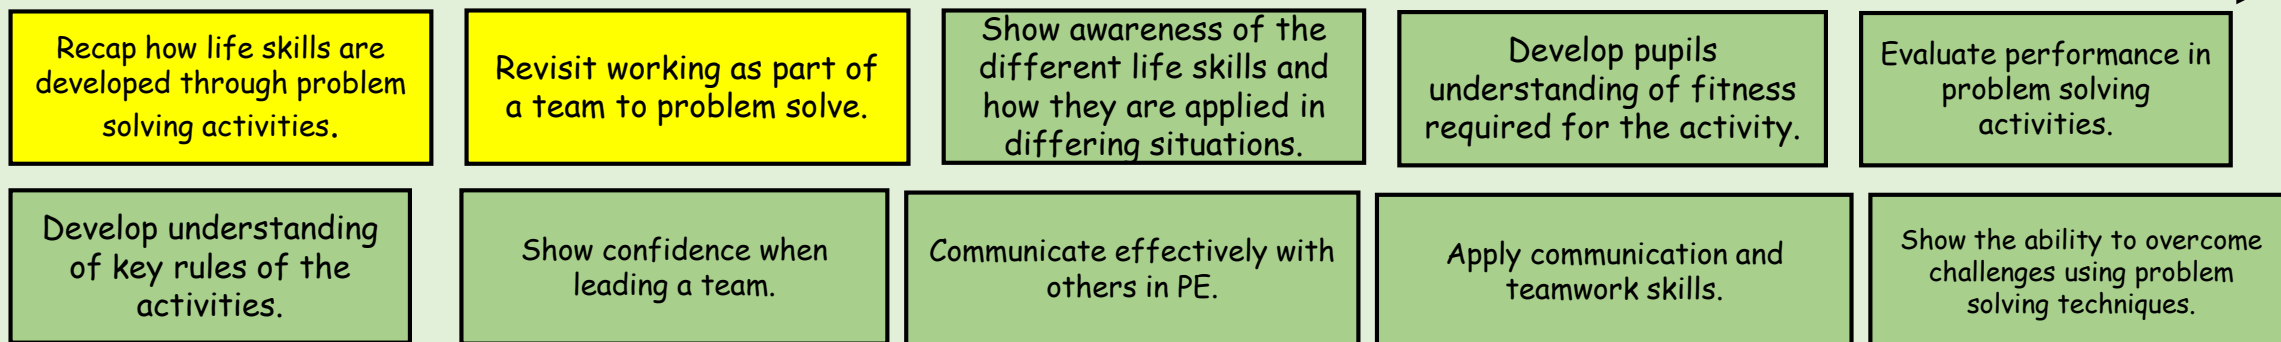 Recap how life skills are
developed through problem
solving activities.
Revisit working as part of
a team to problem solve.
Show awareness of the
different life skills and
how they are applied in
differing situations.
Develop pupils
understanding of fitness
required for the activity.
Evaluate performance in
problem solving
activities.
Develop understanding
of key rules of the
activities.
Show confidence when
leading a team.
Communicate effectively with
others in PE.
Apply communication and
teamwork skills.
Show the ability to overcome
challenges using problem
solving techniques.